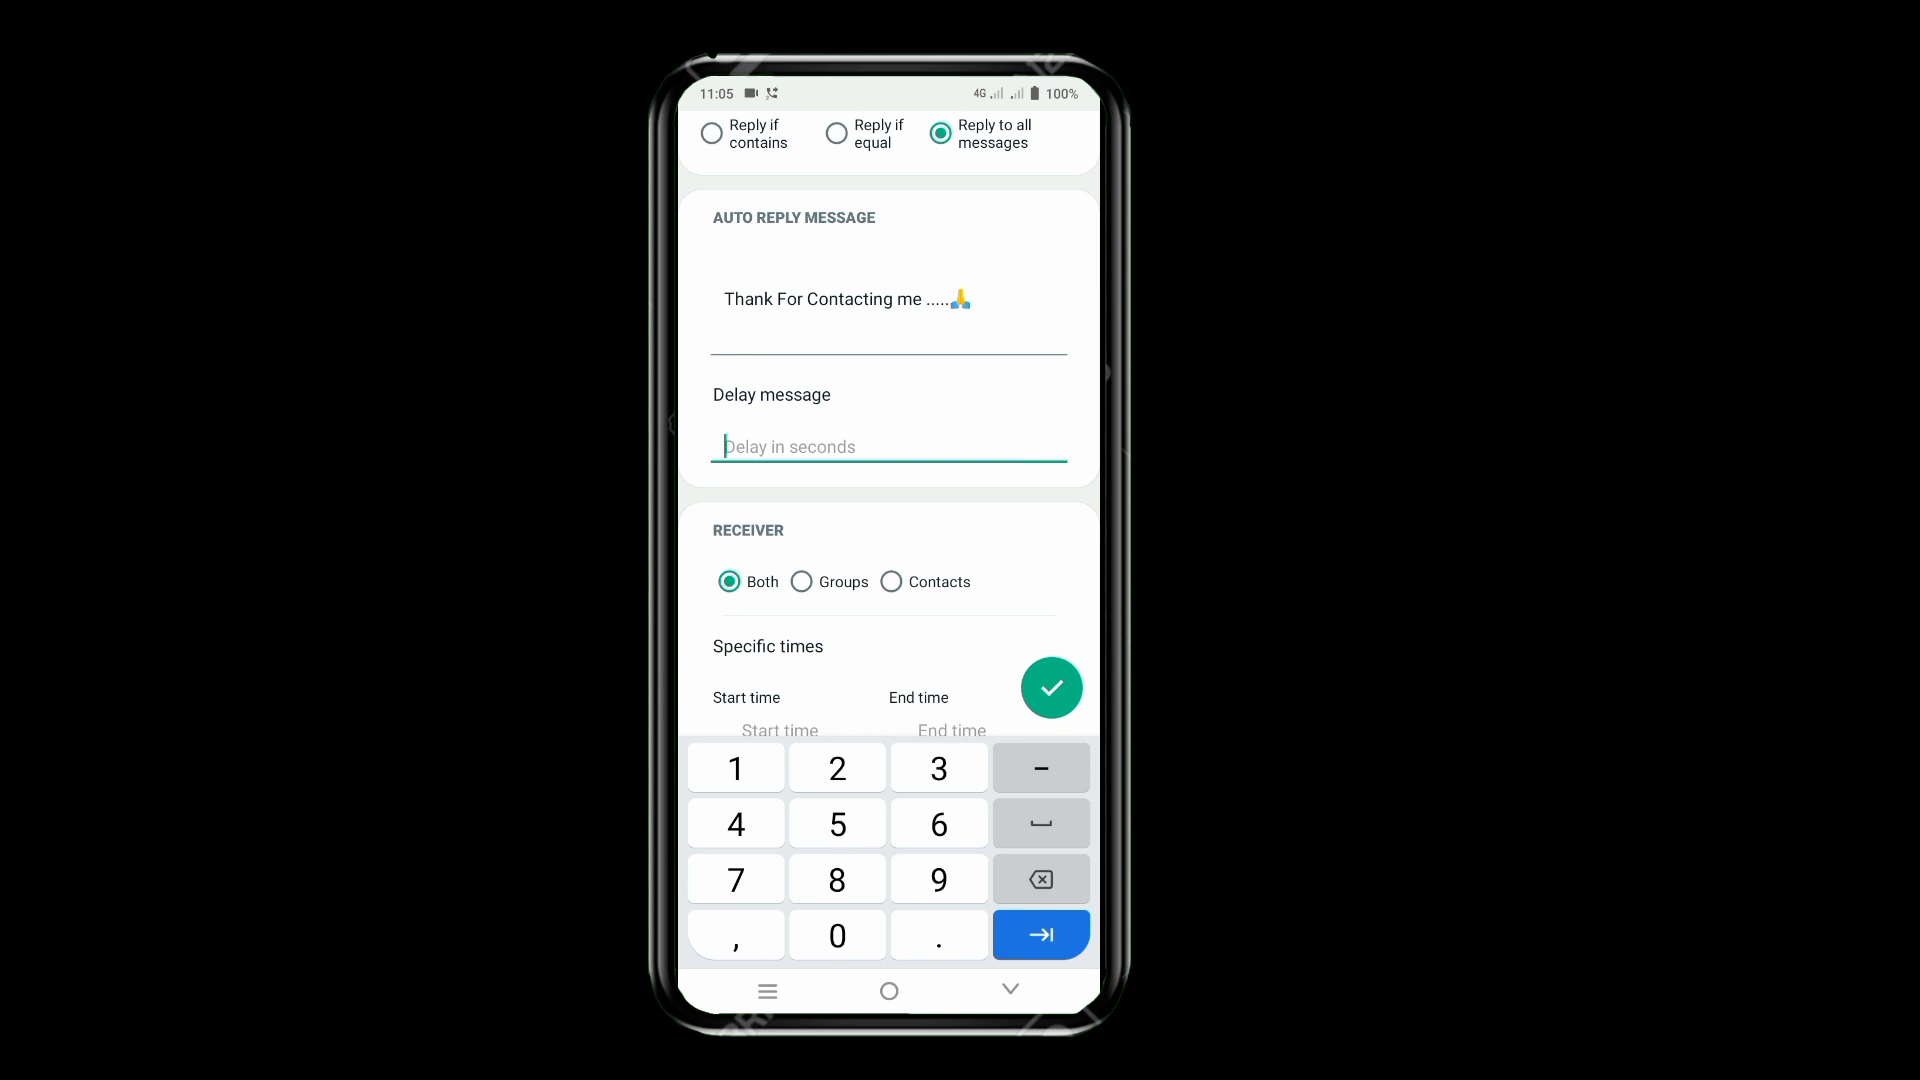 11:05 4G 100%
Reply if contains
Reply if equal
Reply to all messages
AUTO REPLY MESSAGE
Thank For Contacting me .....🙏
Delay message
Delay in seconds
RECEIVER
Both Groups Contacts
Specific times
Start time End time
Start time End time
1 2 3 -
4 5 6
7 8 9
, 0 .